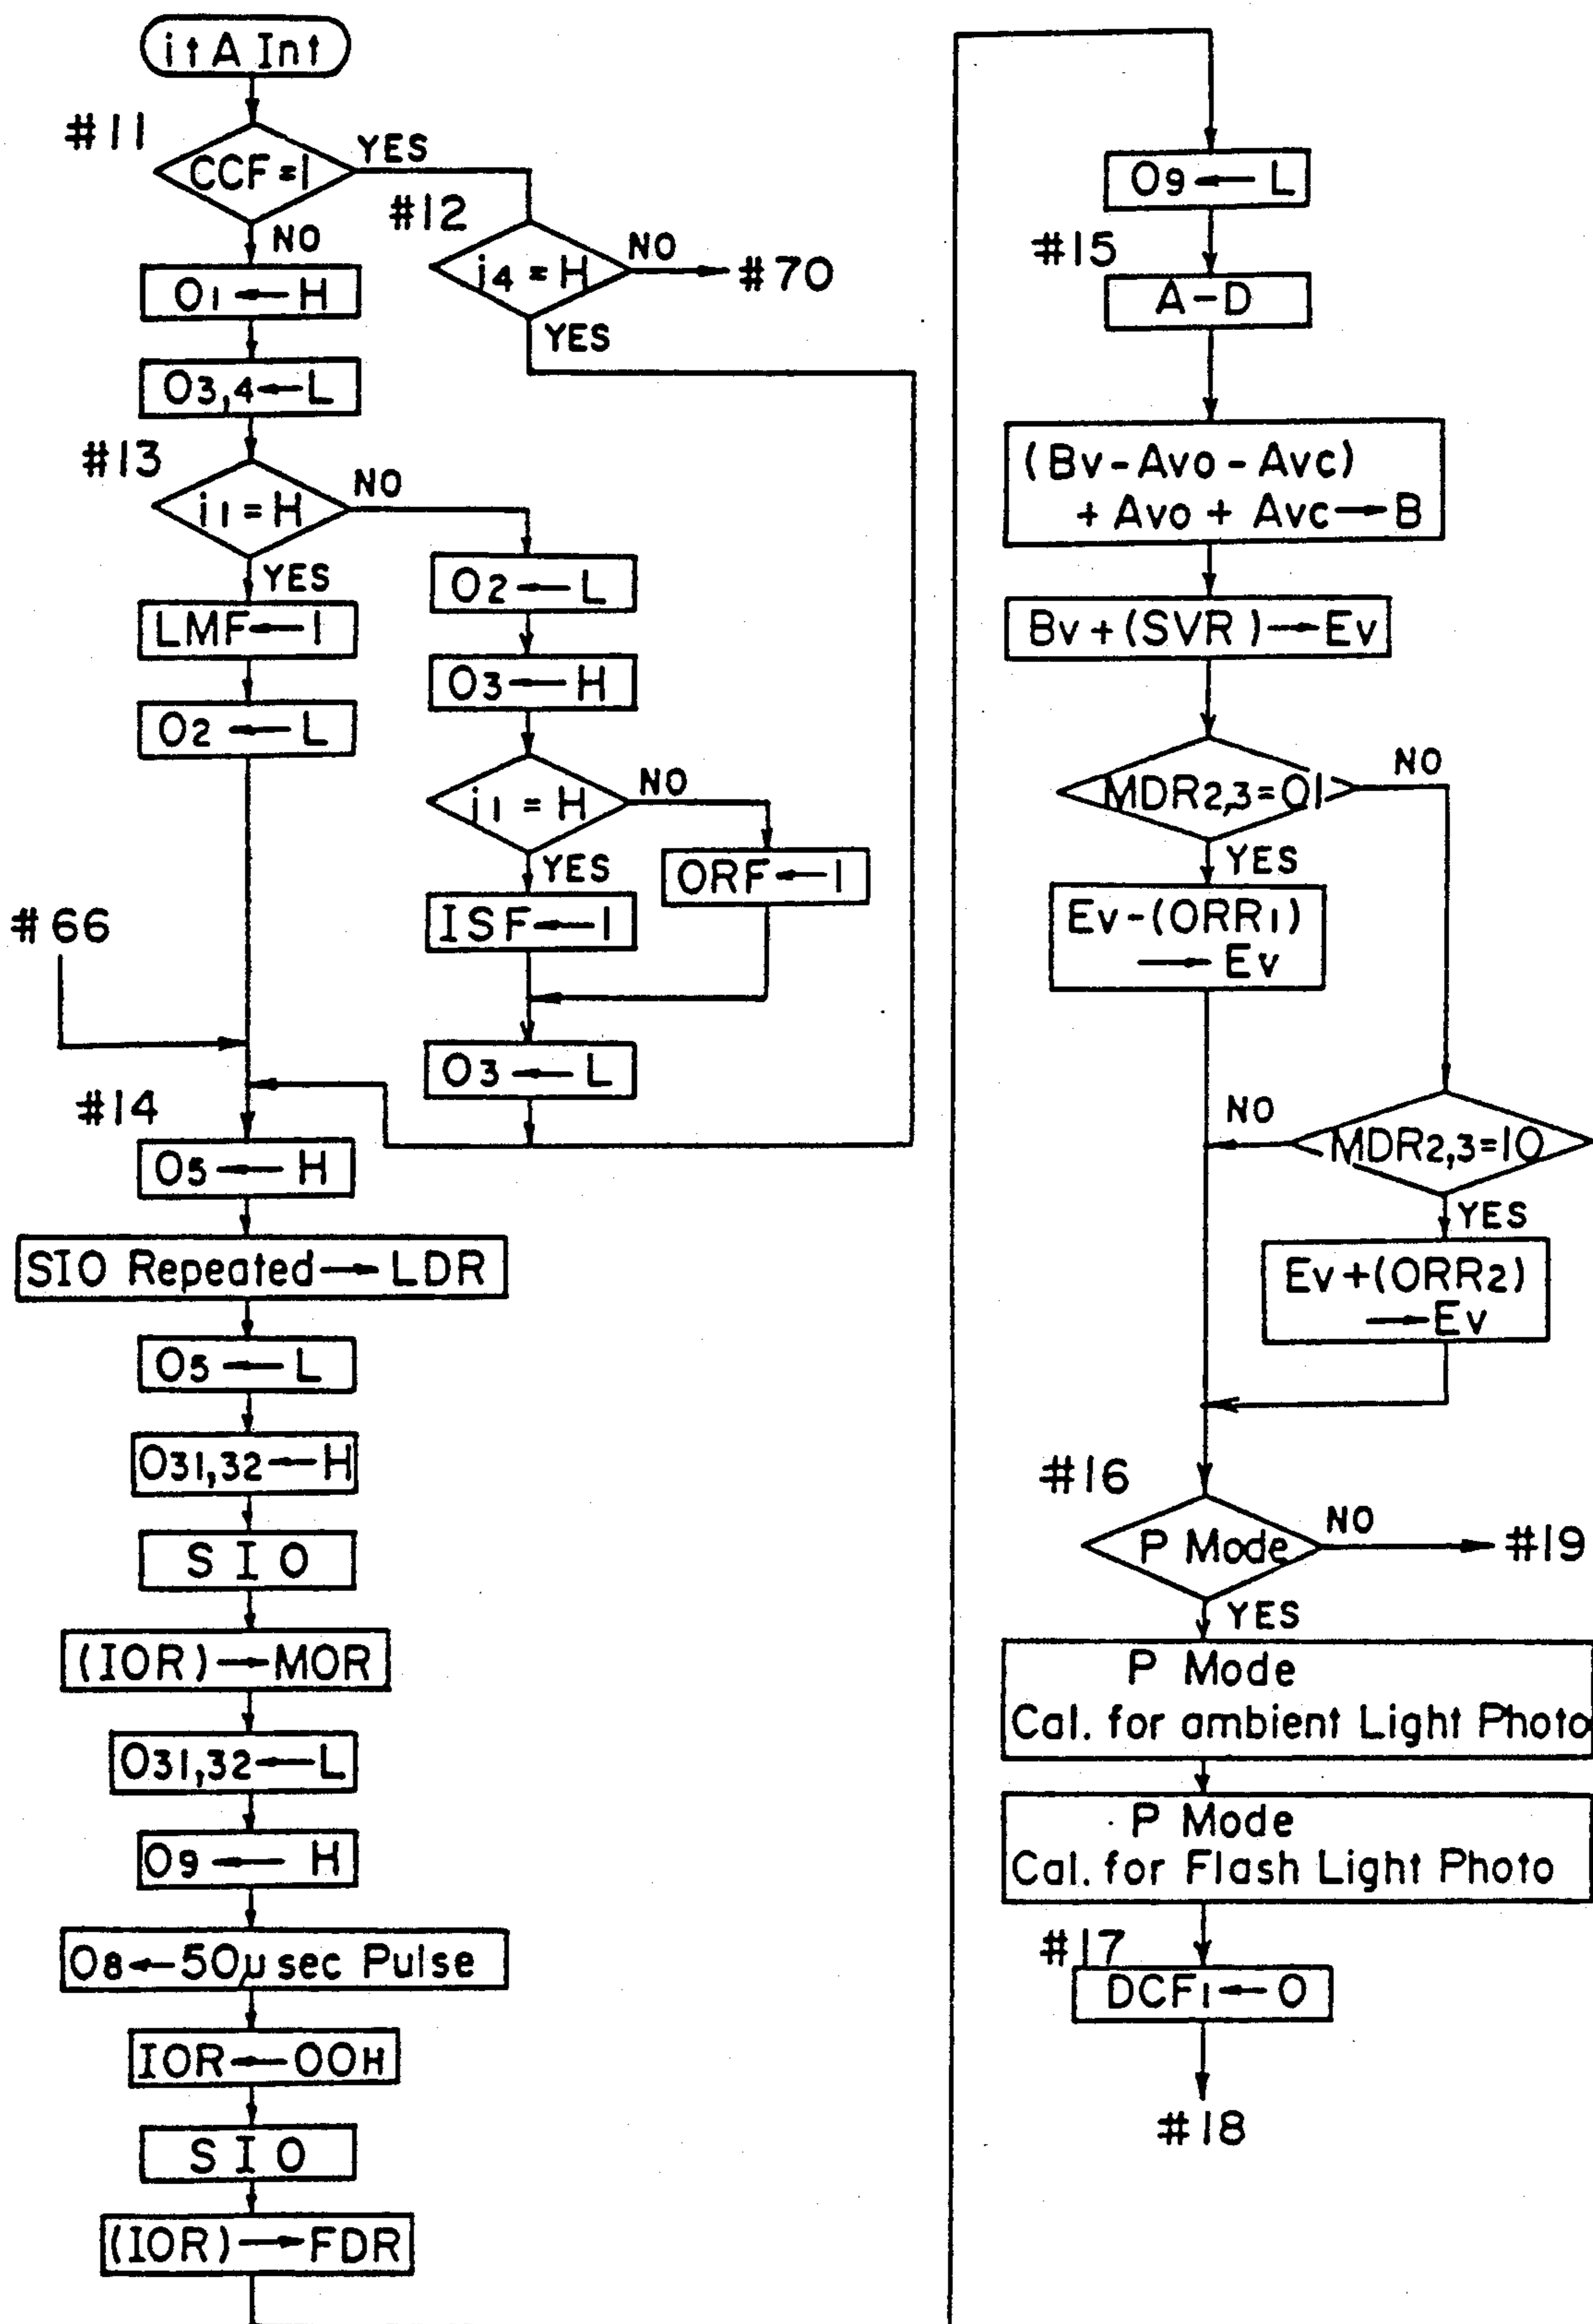 itA Int
#11
CCF=1
YES
NO
#12
i4 = H
NO
#70
YES
O1 ← H
O3,4 ← L
#13
i1 = H
NO
YES
LMF ← 1
O2 ← L
O2 ← L
O3 ← H
i1 = H
NO
YES
ORF ← 1
ISF ← 1
O3 ← L
#66
#14
O5 ← H
SIO Repeated → LDR
O5 ← L
O31,32 ← H
SIO
(IOR) → MOR
O31,32 ← L
O9 ← H
O8 ← 50μsec Pulse
IOR ← 00H
SIO
(IOR) → FDR
O9 ← L
#15
A-D
(Bv-Avo-Avc)
+ Avo + Avc → B
Bv+(SVR) → Ev
MDR2,3=01
NO
YES
Ev-(ORR1)
→ Ev
MDR2,3=10
NO
YES
Ev+(ORR2)
→ Ev
#16
P Mode
NO
#19
YES
P Mode
Cal. for ambient Light Photo
P Mode
Cal. for Flash Light Photo
#17
DCF1 ← 0
#18